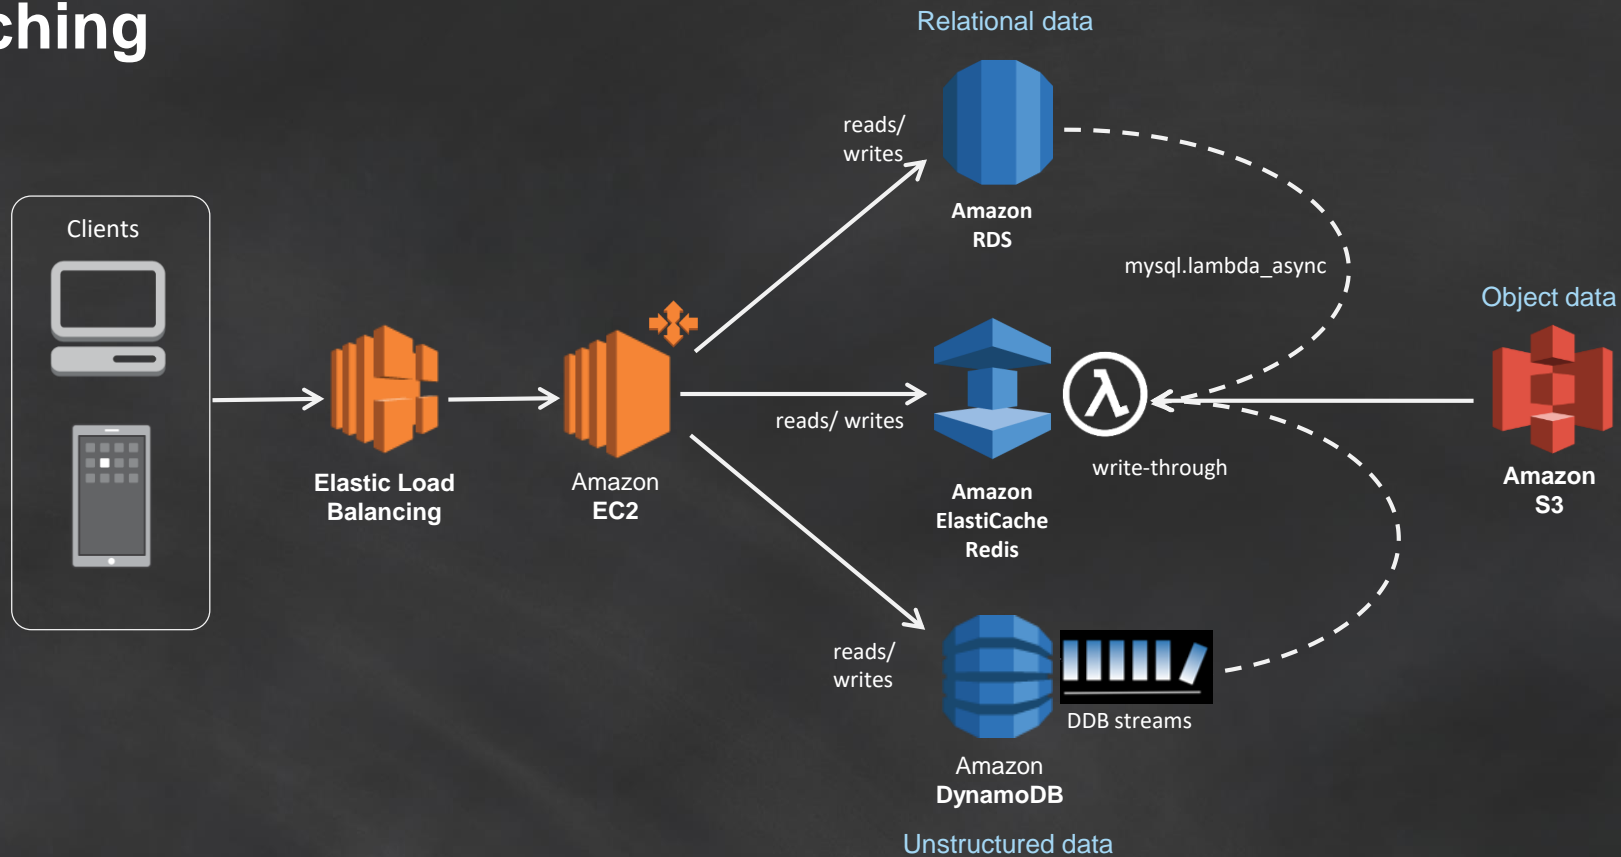 Relational data
reads/
writes
Amazon
RDS
Clients
mysql.lambda_async
Object data
reads/ writes
write-through
Elastic Load
Balancing
Amazon
EC2
Amazon
ElastiCache
Redis
Amazon
S3
reads/
writes
DDB streams
Amazon
DynamoDB
Unstructured data